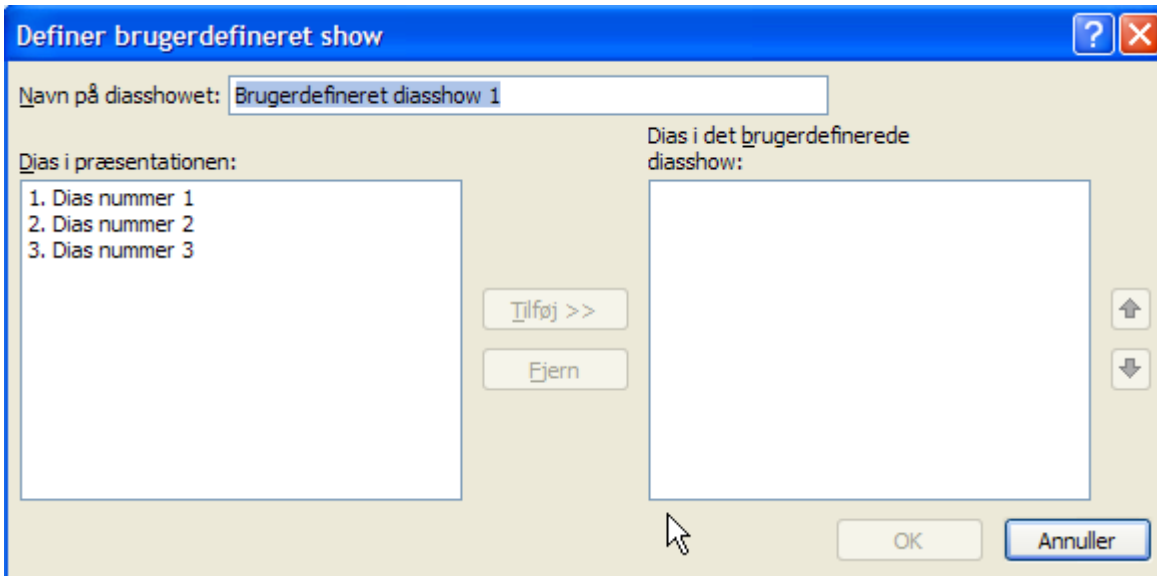 Definer brugerdefineret show
Navn på diasshowet: Brugerdefineret diasshow 1
Dias i præsentationen:
1. Dias nummer 1
2. Dias nummer 2
3. Dias nummer 3
Tilføj >>
Fjern
Dias i det brugerdefinerede
diasshow:
OK
Annuller